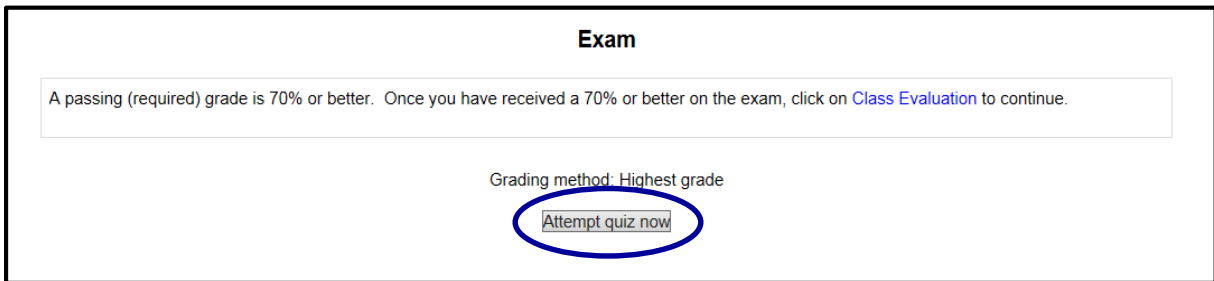 Exam
A passing (required) grade is 70% or better.  Once you have received a 70% or better on the exam, click on Class Evaluation to continue.
Grading method: Highest grade
Attempt quiz now